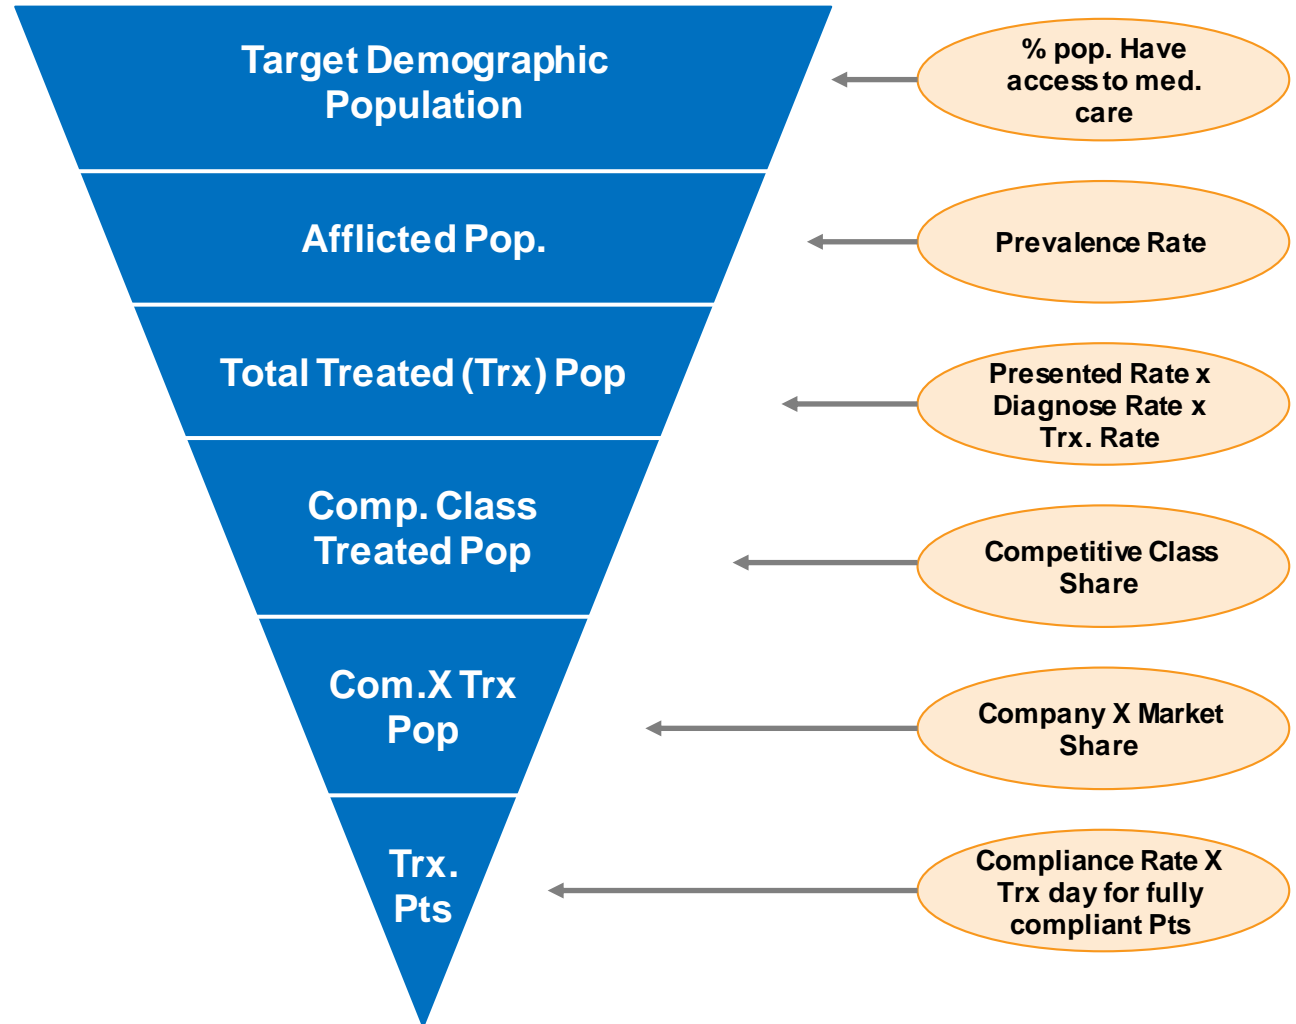 Target Demographic
Population
% pop. Have
access to med.
care
Afflicted Pop.
Prevalence Rate
Total Treated (Trx) Pop
Presented Rate x
Diagnose Rate x
Trx. Rate
Comp. Class
Treated Pop
Competitive Class
Share
Com.X Trx
Pop
Company X Market
Share
Trx.
Pts
Compliance Rate X
Trx day for fully
compliant Pts